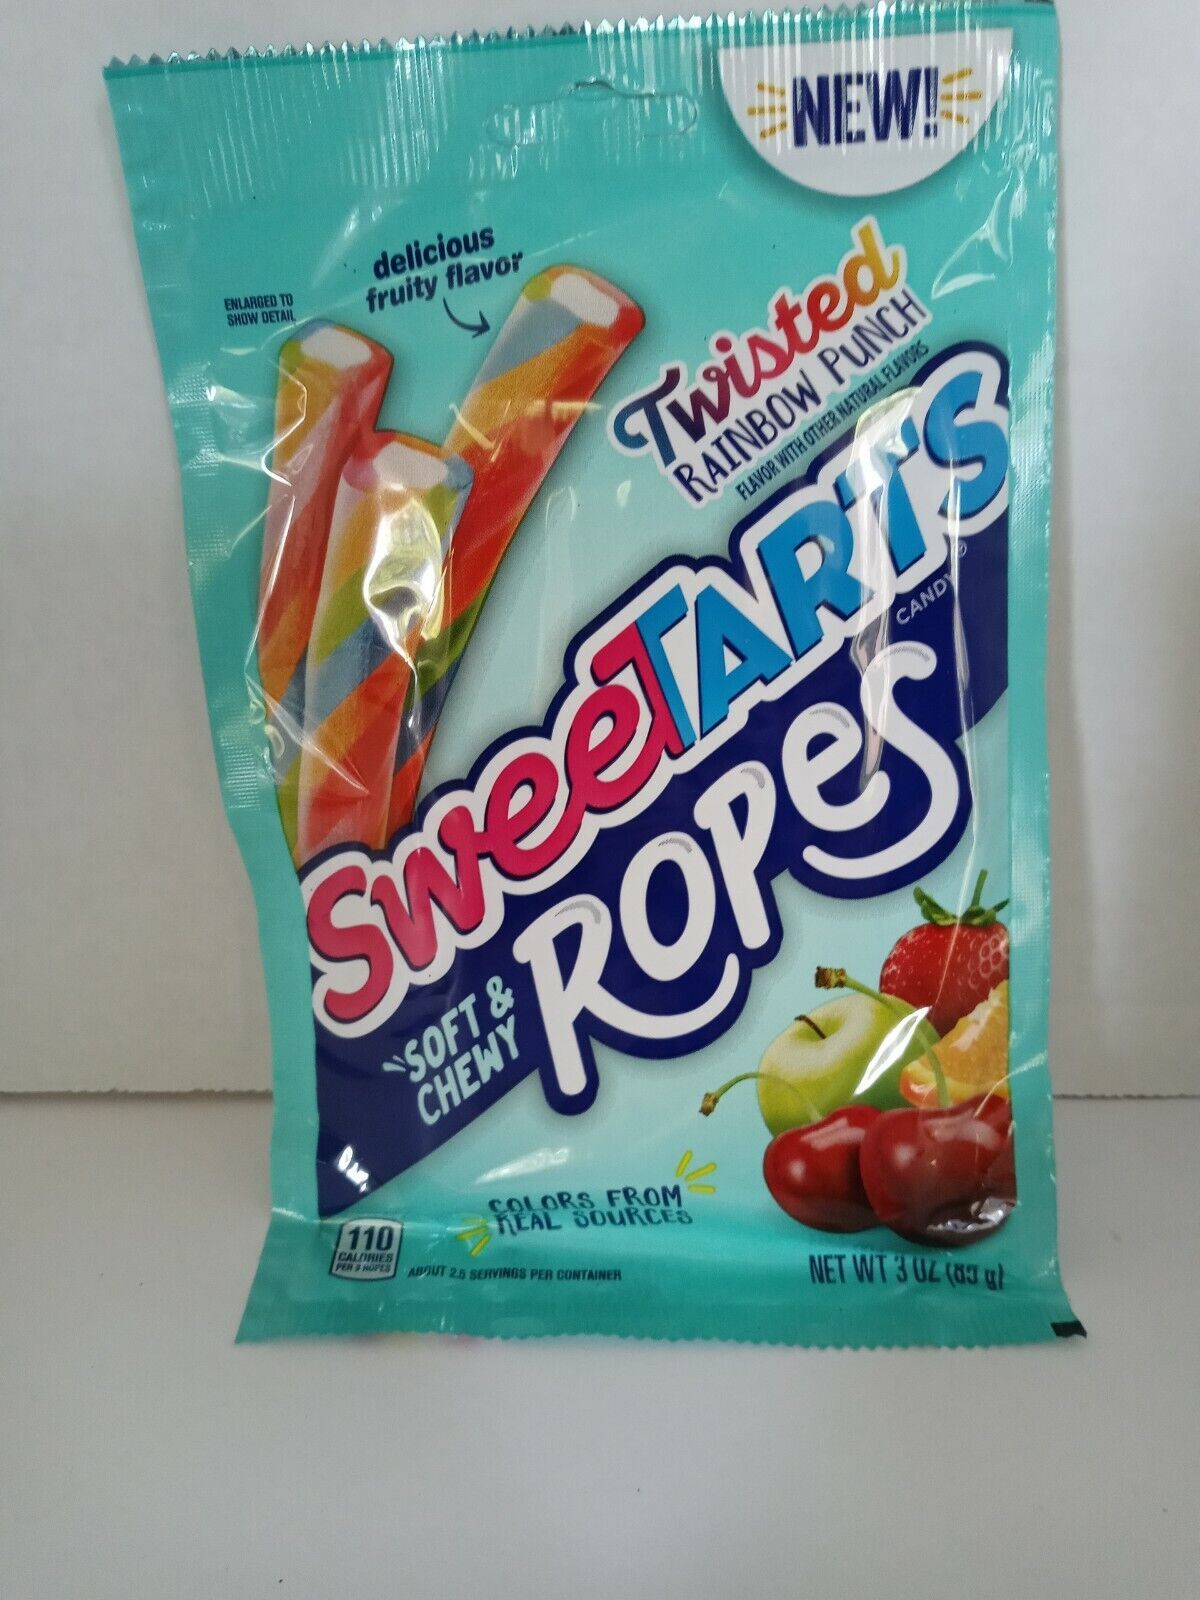 NEW!
delicious
fruity flavor
ENLARGED TO
SHOW DETAIL
Twisted
RAINBOW PUNCH
FLAVOR WITH OTHER NATURAL FLAVORS
SweeTARTS
CANDY®
ROPES
SOFT &
CHEWY
COLORS FROM
REAL SOURCES
110
CALORIES
PER 3 ROPES
ABOUT 2.5 SERVINGS PER CONTAINER
NET WT 3 OZ (85 g)